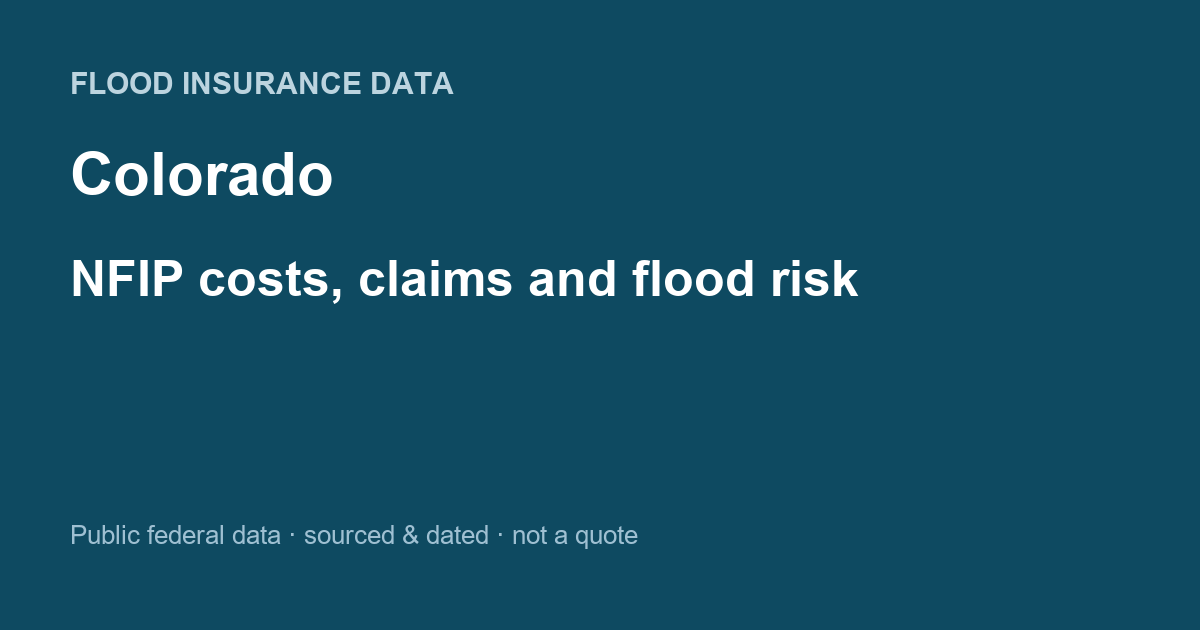 FLOOD INSURANCE DATA
Colorado
NFIP costs, claims and flood risk
Public federal data · sourced & dated · not a quote